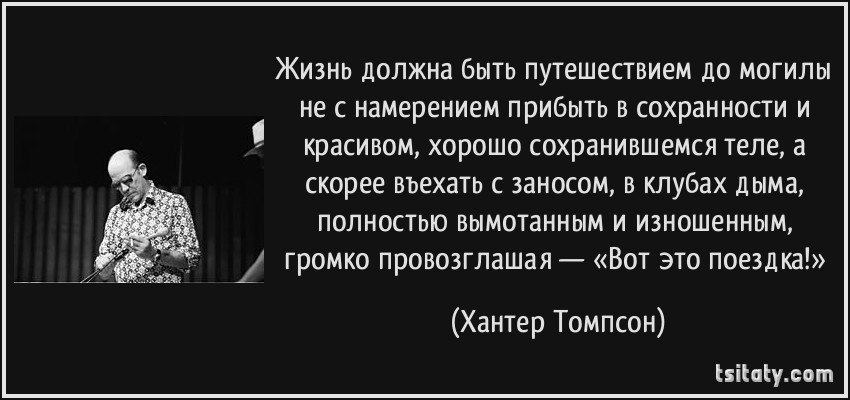 Жизнь должна быть путешествием до могилы
не с намерением прибыть в сохранности и
красивом, хорошо сохранившемся теле, а
скорее въехать с заносом, в клубах дыма,
полностью вымотанным и изношенным,
громко провозглашая — «Вот это поездка!»
(Хантер Томпсон)
tsitaty.com